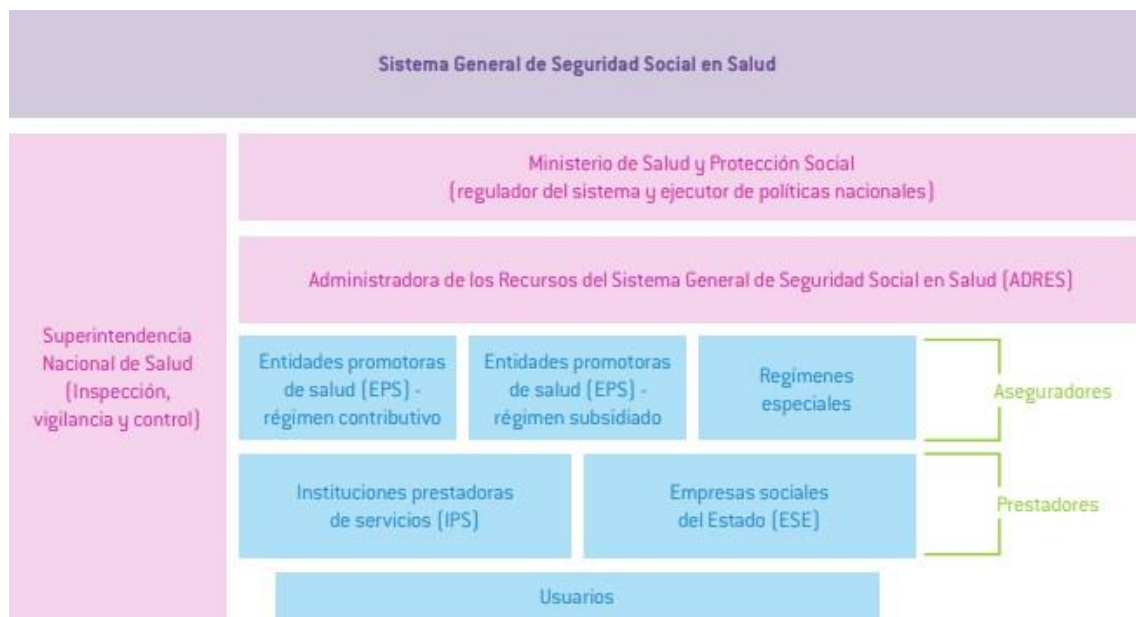 Sistema General de Seguridad Social en Salud
Ministerio de Salud y Protección Social
(regulador del sistema y ejecutor de políticas nacionales)
Administradora de los Recursos del Sistema General de Seguridad Social en Salud (ADRES)
Superintendencia
Nacional de Salud
(Inspección,
vigilancia y control)
Entidades promotoras
de salud (EPS) -
régimen contributivo
Entidades promotoras
de salud (EPS) -
régimen subsidiado
Regímenes
especiales
Aseguradores
Instituciones prestadoras
de servicios (IPS)
Empresas sociales
del Estado (ESE)
Prestadores
Usuarios